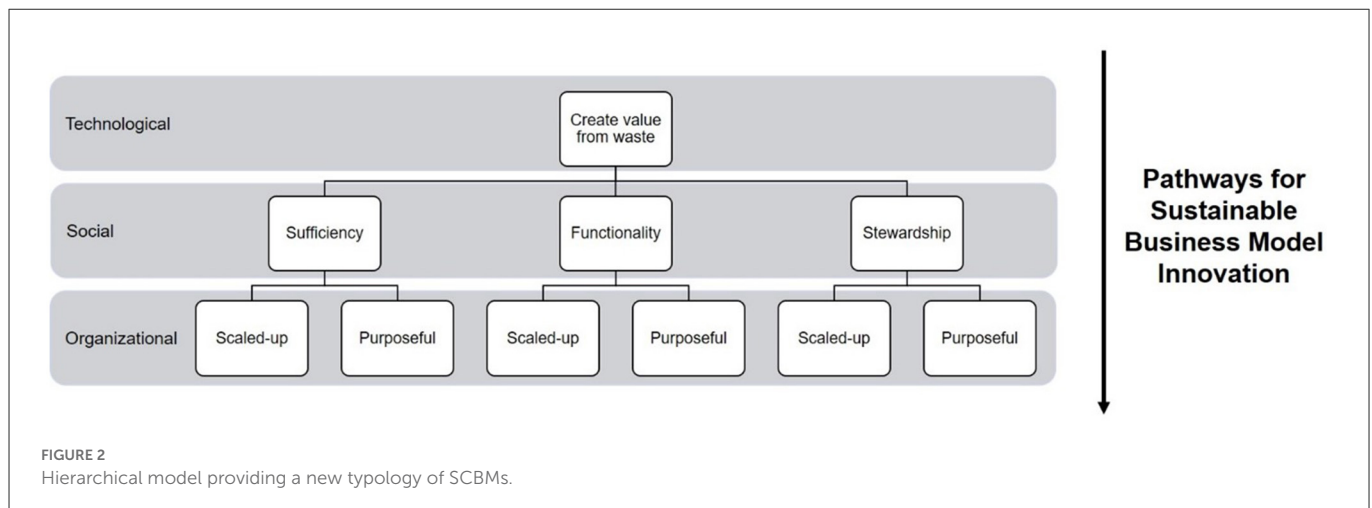 Technological
Create value
from waste
Social
Sufficiency
Functionality
Stewardship
Organizational
Scaled-up
Purposeful
Scaled-up
Purposeful
Scaled-up
Purposeful
Pathways for
Sustainable
Business Model
Innovation
FIGURE 2
Hierarchical model providing a new typology of SCBMs.